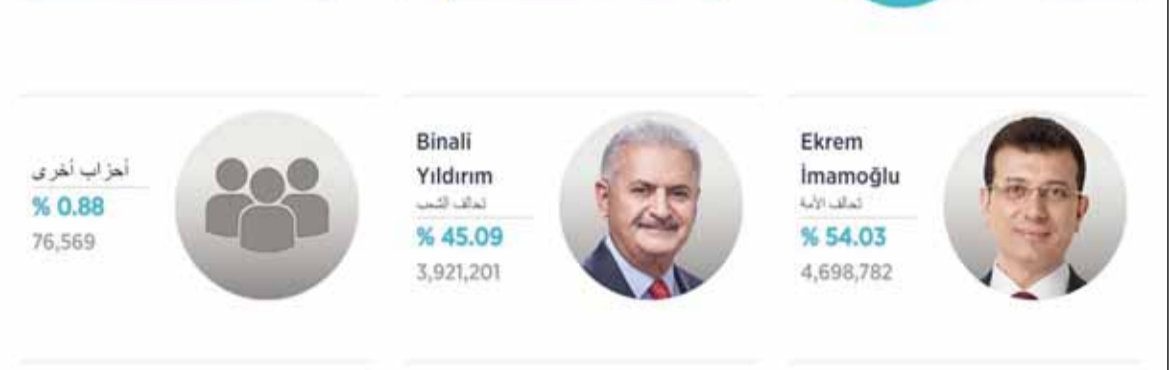 Ekrem
İmamoğlu
تحالف الأمة
% 54.03
4,698,782
Binali
Yıldırım
تحالف الشعب
% 45.09
3,921,201
أحزاب أخرى
% 0.88
76,569